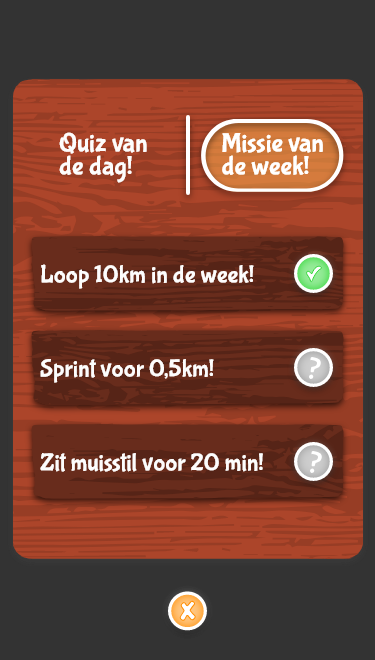 Quiz van
de dag!
Missie van
de week!
Loop 10km in de week!
Sprint voor 0,5km!
?
Zit muisstil voor 20 min!
?